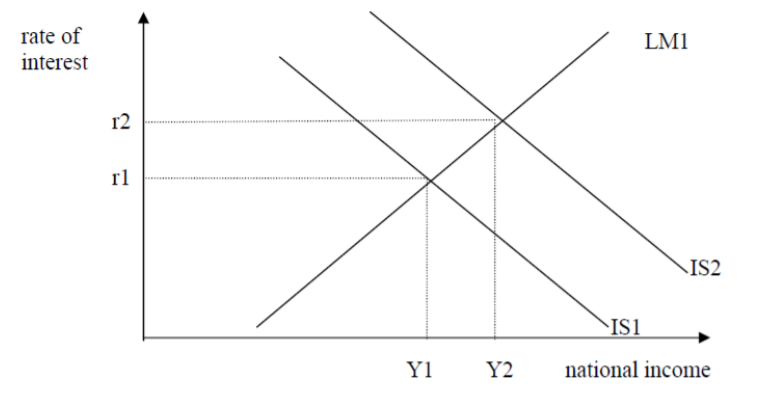 rate of
interest
LM1
r2
r1
IS2
IS1
Y1
Y2
national income